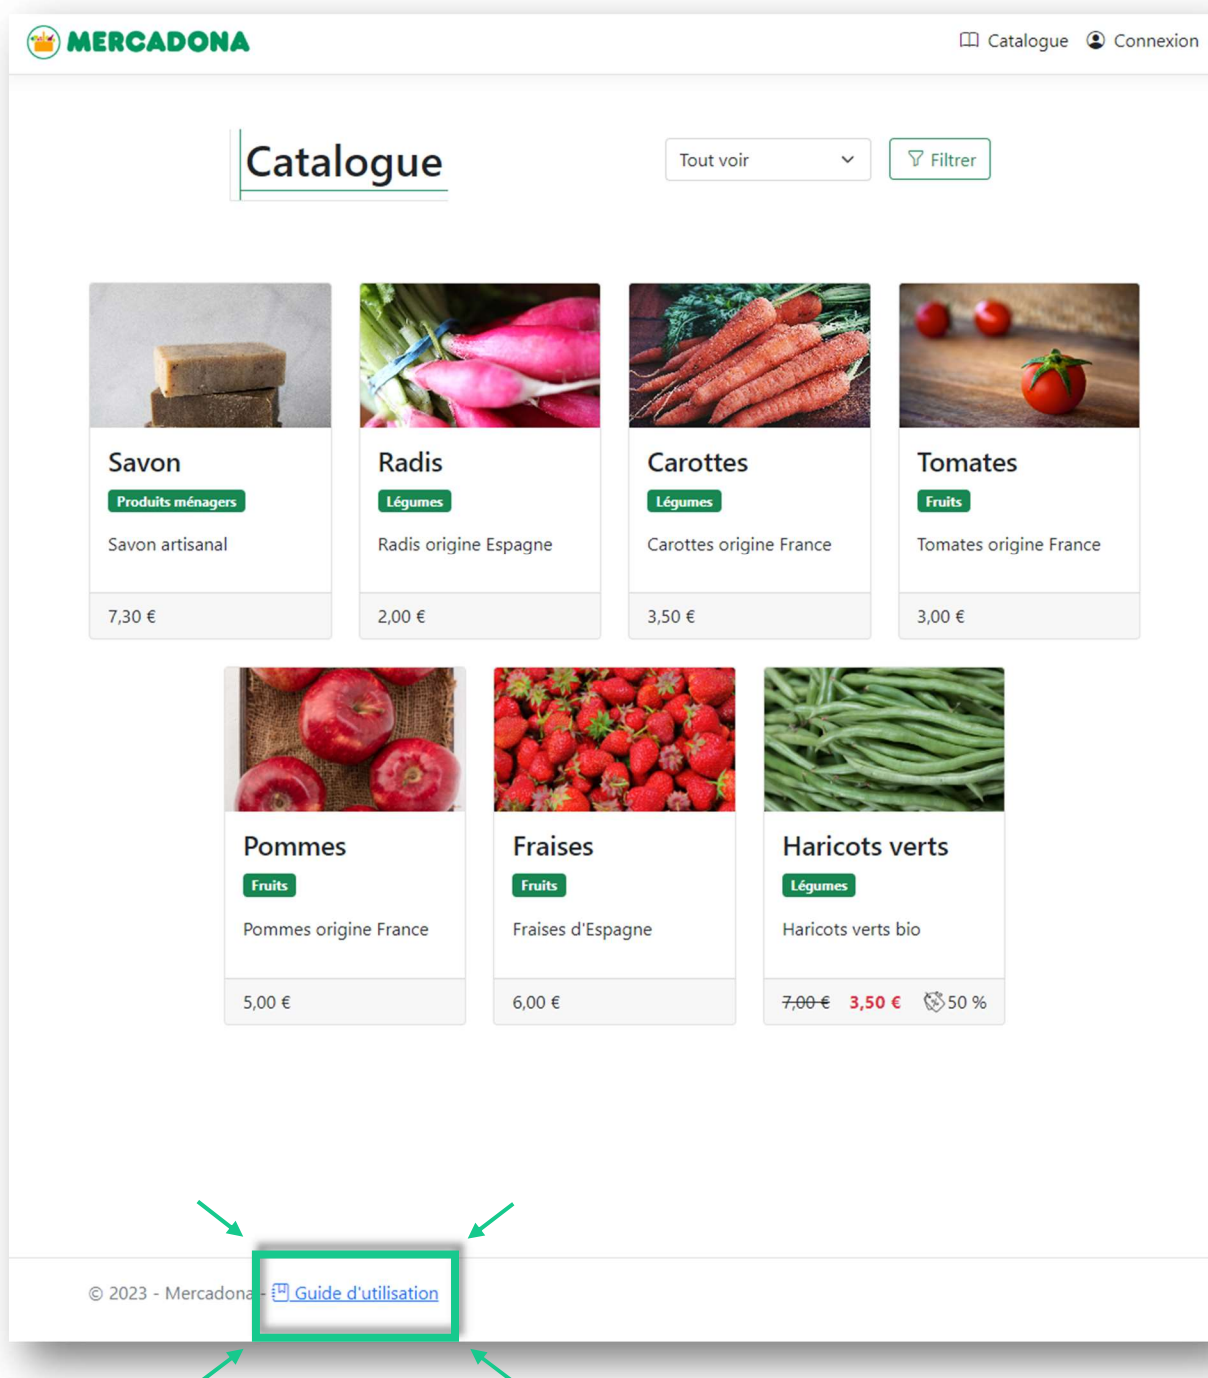 MERCADONA
Catalogue
Connexion
Catalogue
Tout voir
Filtrer
Savon
Produits ménagers
Savon artisanal
7,30 €
Radis
Légumes
Radis origine Espagne
2,00 €
Carottes
Légumes
Carottes origine France
3,50 €
Tomates
Fruits
Tomates origine France
3,00 €
Pommes
Fruits
Pommes origine France
5,00 €
Fraises
Fruits
Fraises d'Espagne
6,00 €
Haricots verts
Légumes
Haricots verts bio
7,00 € 3,50 € 50 %
© 2023 - Mercadona - Guide d'utilisation